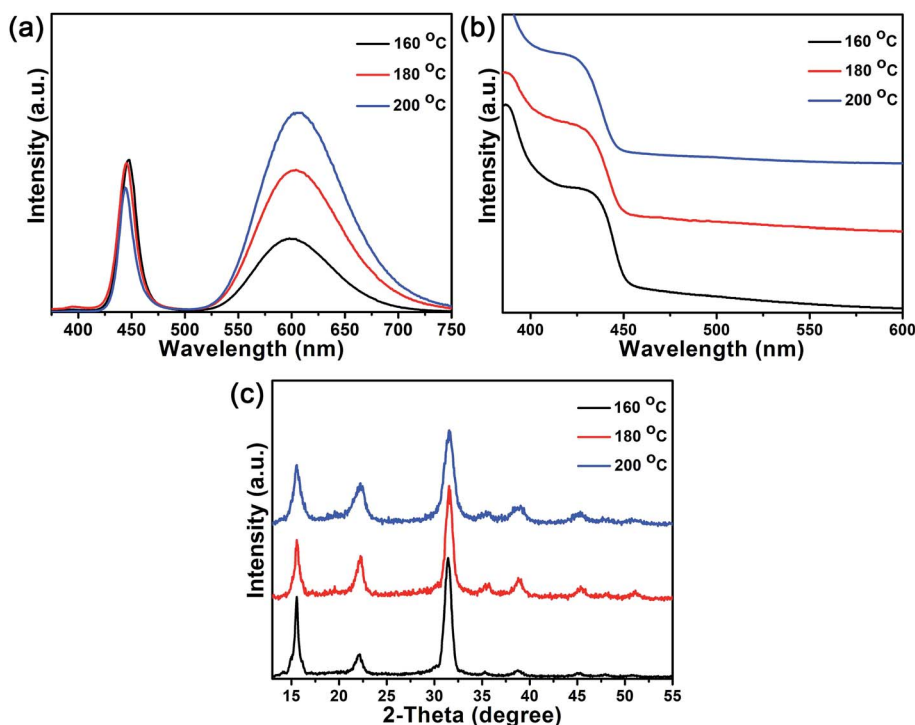 (a)
160 °C
180 °C
200 °C
Intensity (a.u.)
375 400 450 500 550 600 650 700 750
Wavelength (nm)
(b)
160 °C
180 °C
200 °C
Intensity (a.u.)
400 450 500 550 600
Wavelength (nm)
(c)
160 °C
180 °C
200 °C
Intensity (a.u.)
15 20 25 30 35 40 45 50 55
2-Theta (degree)